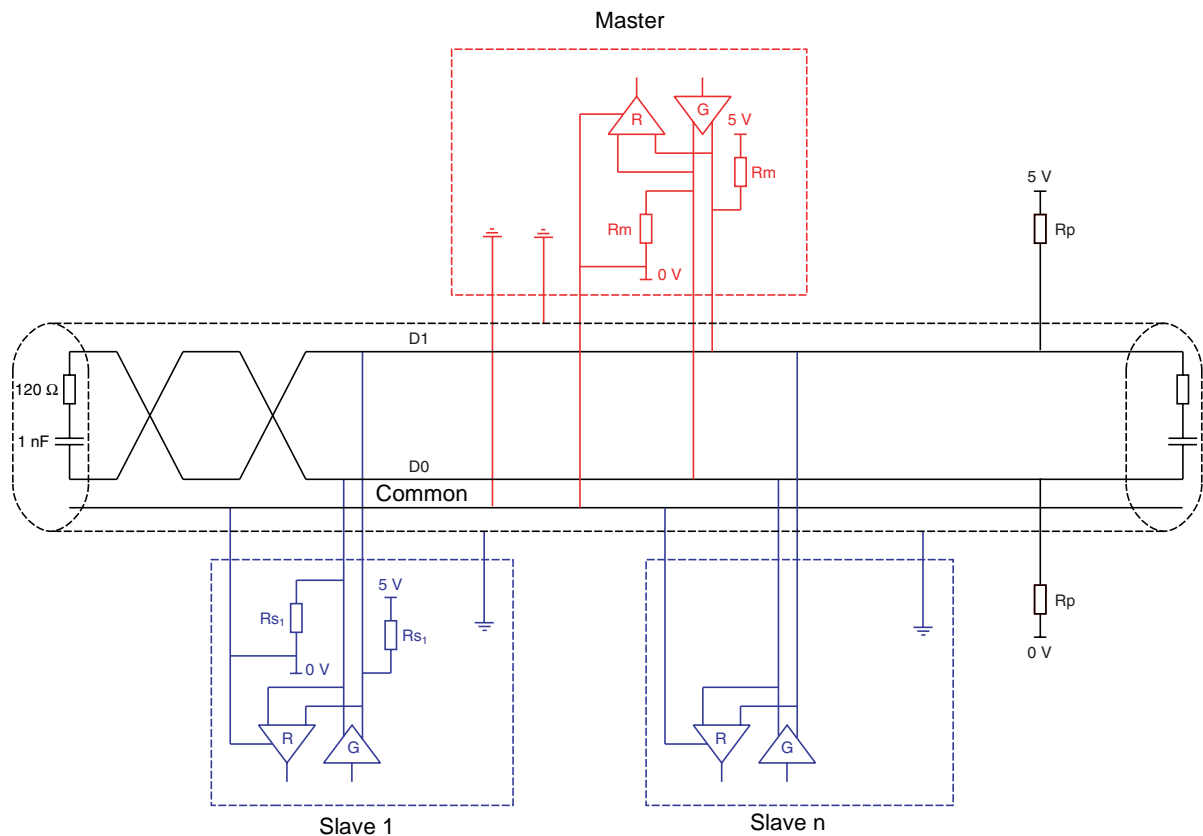 Master
R
G
5 V
Rm
Rm
0 V
5 V
Rp
D1
120 Ω
1 nF
D0
Common
5 V
Rs1
Rs1
0 V
R
G
R
G
Rp
0 V
Slave 1
Slave n